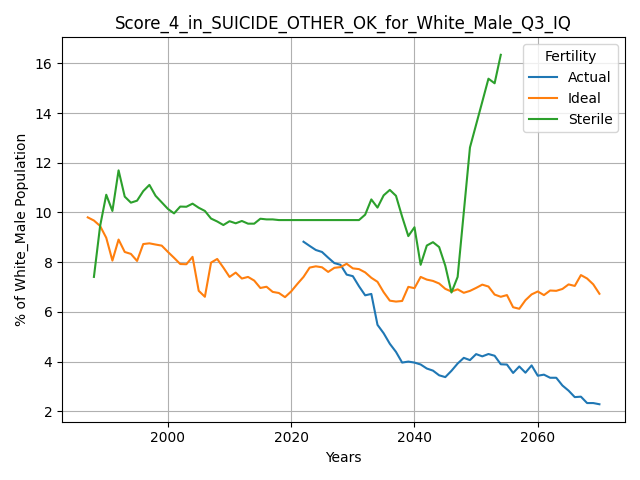 Score_4_in_SUICIDE_OTHER_OK_for_White_Male_Q3_IQ
Fertility
Actual
Ideal
Sterile
% of White_Male Population
16
14
12
10
8
6
4
2
2000 2020 2040 2060
Years